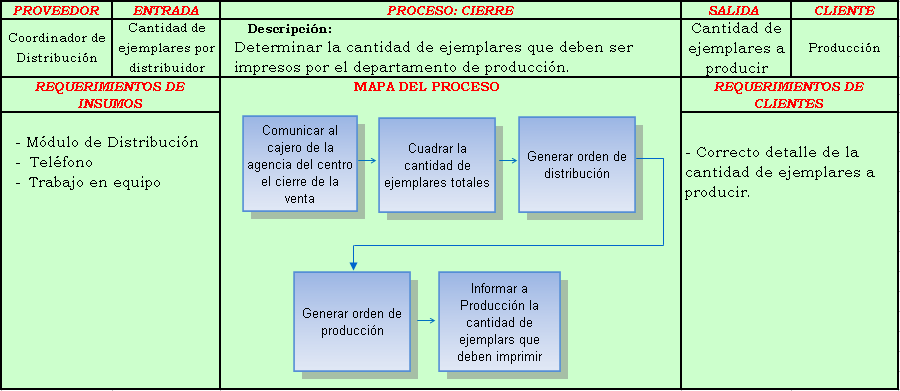 PROVEEDOR
ENTRADA
PROCESO: CIERRE
SALIDA
CLIENTE
Coordinador de
Distribución
Cantidad de
ejemplares por
distribuidor
Descripción:
Determinar la cantidad de ejemplares que deben ser
impresos por el departamento de producción.
Cantidad de
ejemplares a
producir
Producción
REQUERIMIENTOS DE
INSUMOS
MAPA DEL PROCESO
REQUERIMIENTOS DE
CLIENTES
- Módulo de Distribución
- Teléfono
- Trabajo en equipo
Comunicar al
cajero de la
agencia del centro
el cierre de la
venta
Cuadrar la
cantidad de
ejemplares totales
Generar orden de
distribución
Generar orden de
producción
Informar a
Producción la
cantidad de
ejemplars que
deben imprimir
- Correcto detalle de la
cantidad de ejemplares a
producir.